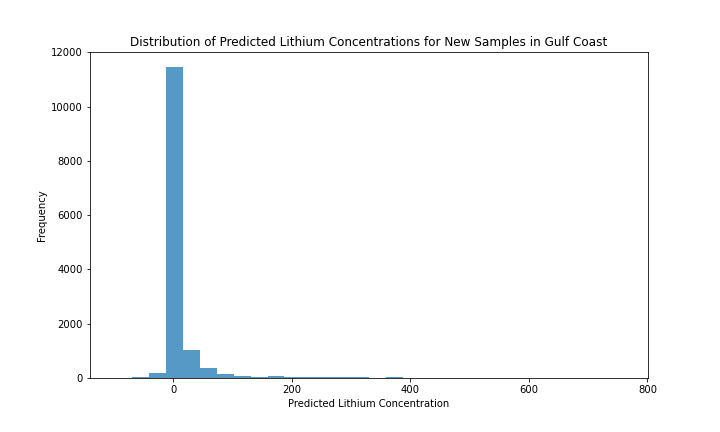 Distribution of Predicted Lithium Concentrations for New Samples in Gulf Coast
12000
10000
8000
6000
4000
2000
0
Frequency
0 200 400 600 800
Predicted Lithium Concentration